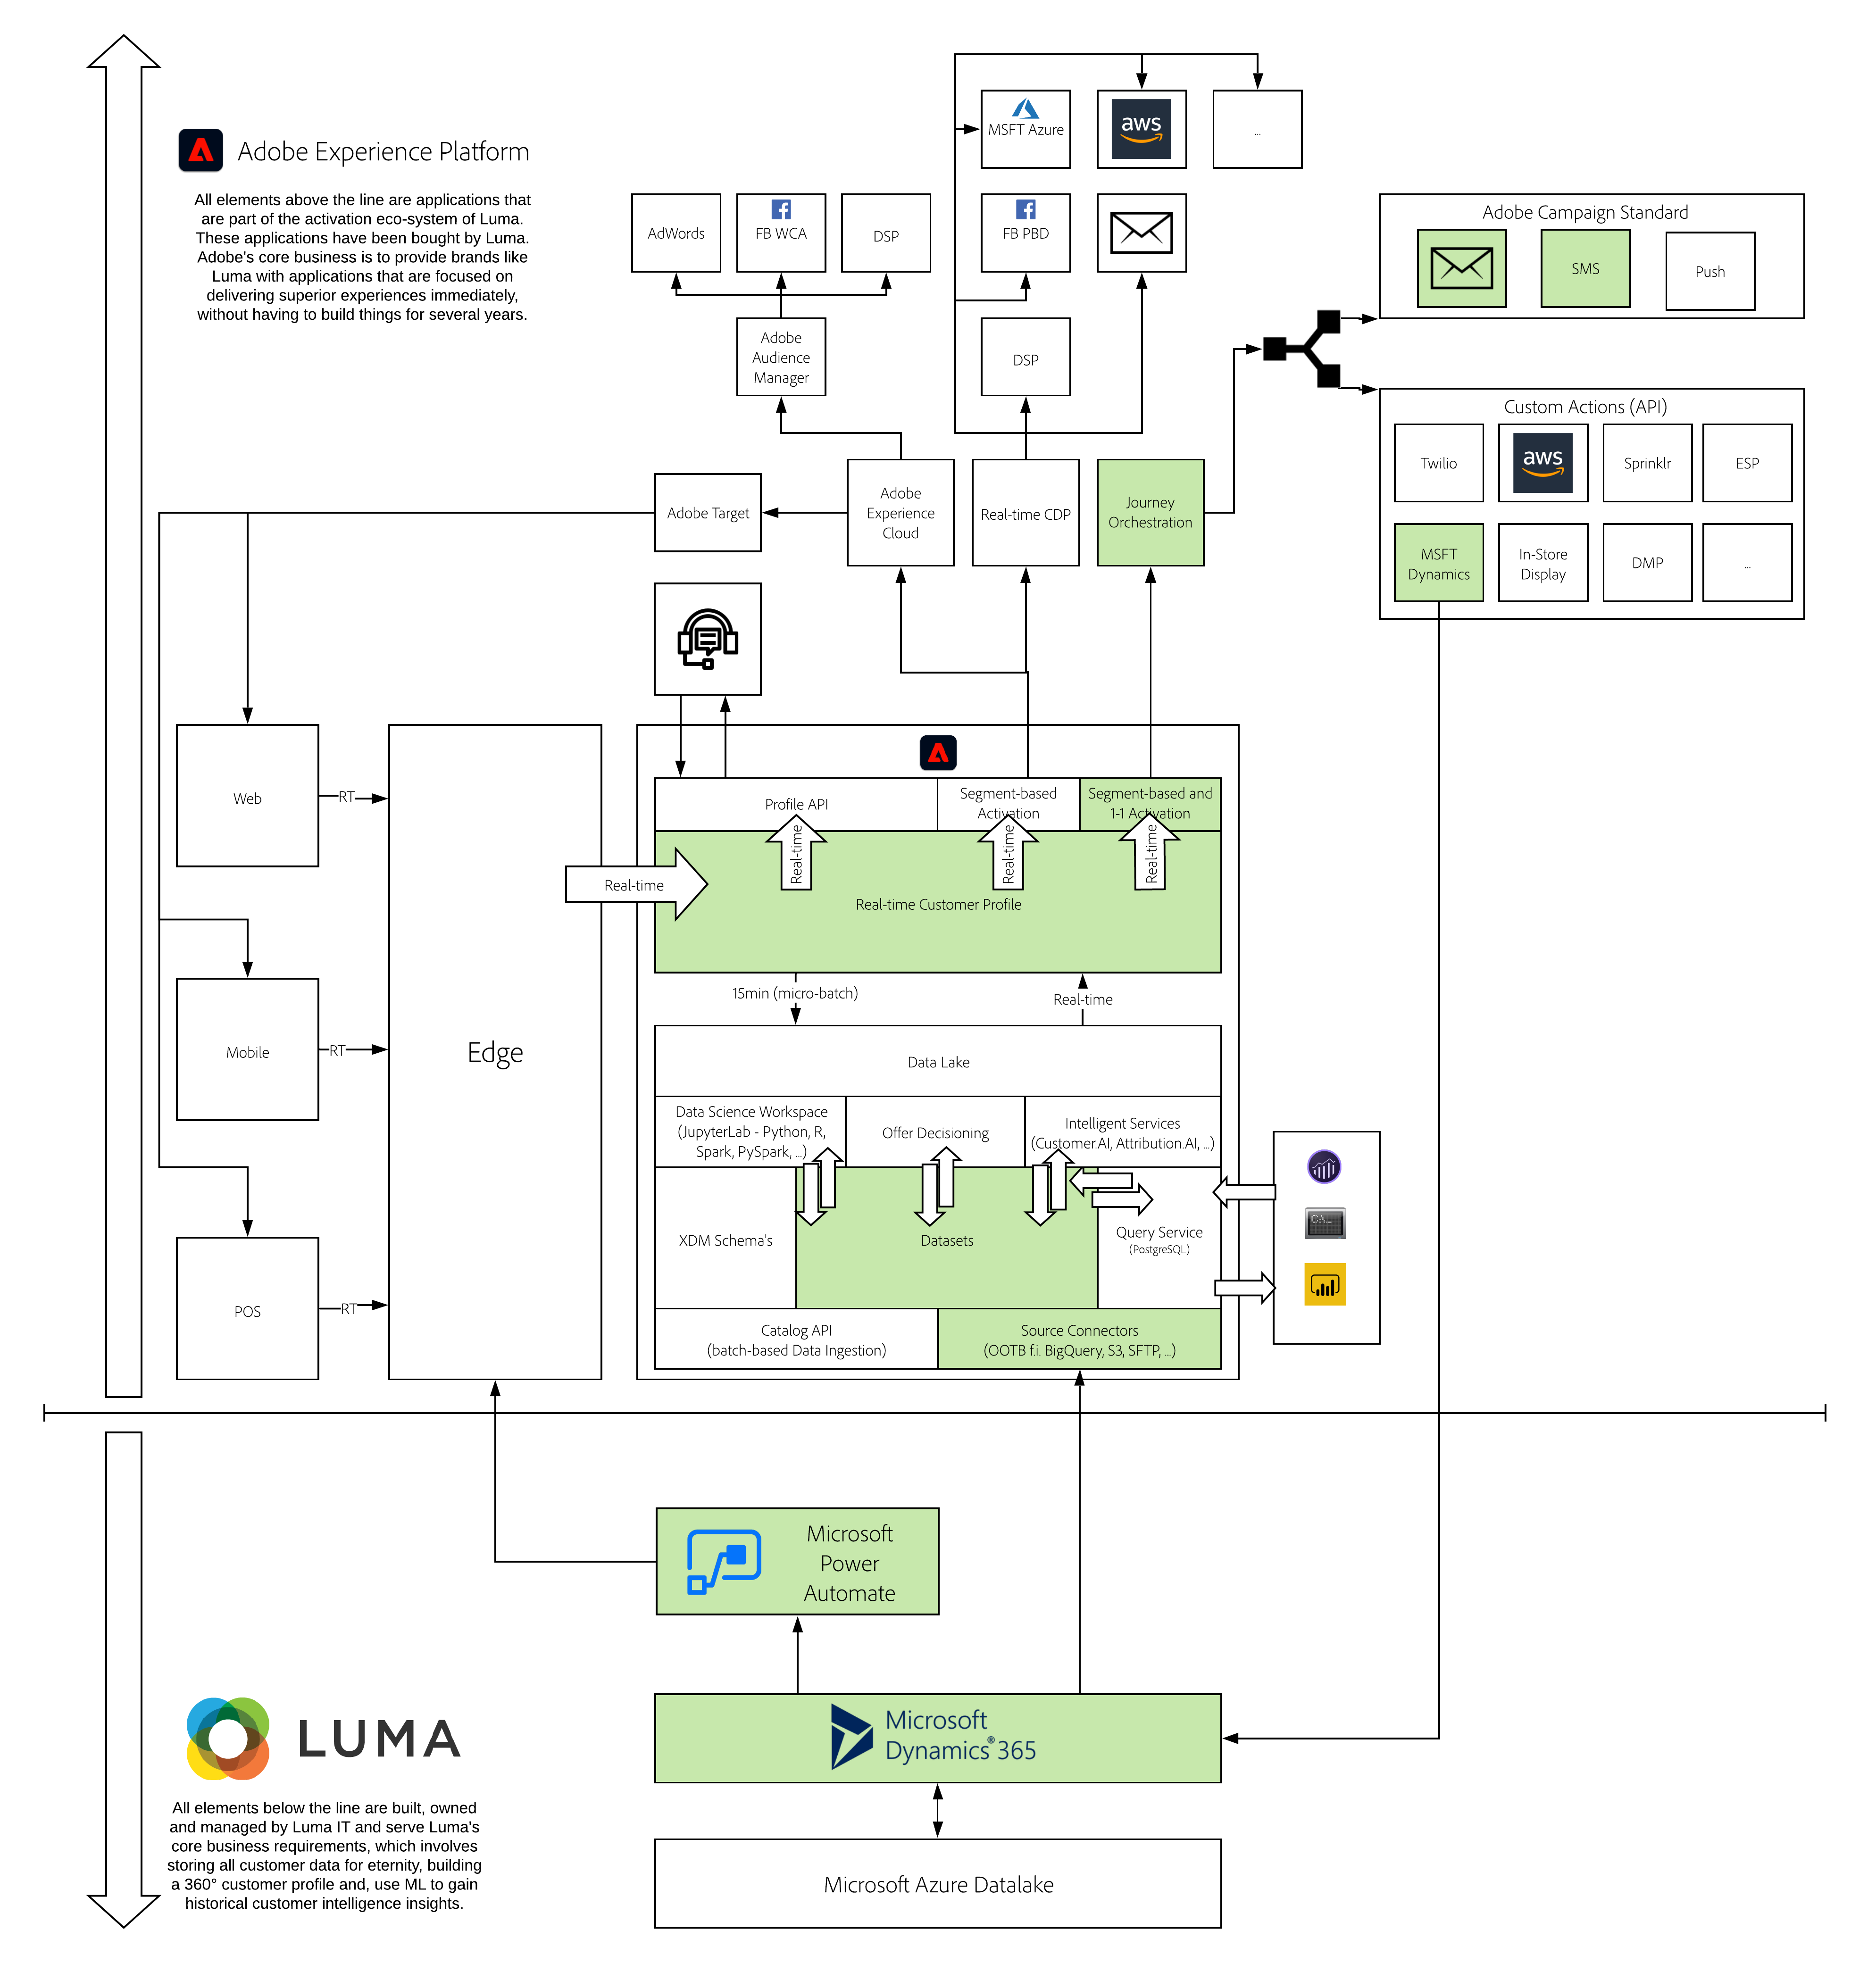 Adobe Experience Platform
All elements above the line are applications that
are part of the activation eco-system of Luma.
These applications have been bought by Luma.
Adobe's core business is to provide brands like
Luma with applications that are focused on
delivering superior experiences immediately,
without having to build things for several years.
MSFT Azure
aws
...
AdWords
FB WCA
DSP
FB PBD
Adobe
Audience
Manager
DSP
Adobe Campaign Standard
SMS
Push
Custom Actions (API)
Twilio
aws
Sprinklr
ESP
MSFT
Dynamics
In-Store
Display
DMP
...
Adobe Target
Adobe
Experience
Cloud
Real-time CDP
Journey
Orchestration
Web
RT
Mobile
RT
POS
RT
Edge
Real-time
Profile API
Segment-based
Activation
Segment-based and
1-1 Activation
Real-time
Real-time
Real-time
Real-time Customer Profile
15min (micro-batch)
Real-time
Data Lake
Data Science Workspace
(JupyterLab - Python, R,
Spark, PySpark, ...)
Offer Decisioning
Intelligent Services
(Customer.AI, Attribution.AI, ...)
XDM Schema's
Datasets
Query Service
(PostgreSQL)
Catalog API
(batch-based Data Ingestion)
Source Connectors
(OOTB f.i. BigQuery, S3, SFTP, ...)
C:\_
Microsoft
Power
Automate
Microsoft
Dynamics® 365
Microsoft Azure Datalake
LUMA
All elements below the line are built, owned
and managed by Luma IT and serve Luma's
core business requirements, which involves
storing all customer data for eternity, building
a 360° customer profile and, use ML to gain
historical customer intelligence insights.